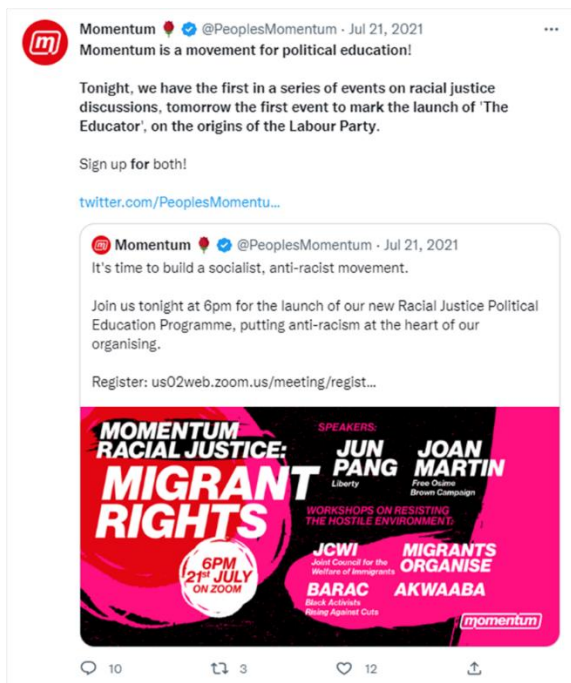 Momentum 🌹 @PeoplesMomentum · Jul 21, 2021
Momentum is a movement for political education!
Tonight, we have the first in a series of events on racial justice
discussions, tomorrow the first event to mark the launch of 'The
Educator', on the origins of the Labour Party.
Sign up for both!
twitter.com/PeoplesMomentu...
Momentum 🌹 @PeoplesMomentum · Jul 21, 2021
It's time to build a socialist, anti-racist movement.
Join us tonight at 6pm for the launch of our new Racial Justice Political
Education Programme, putting anti-racism at the heart of our
organising.
Register: us02web.zoom.us/meeting/regist...
MOMENTUM
RACIAL JUSTICE:
MIGRANT
RIGHTS
6PM
21st JULY
ON ZOOM
SPEAKERS:
JUN
PANG
Liberty
JOAN
MARTIN
Free Osime
Brown Campaign
WORKSHOPS ON RESISTING
THE HOSTILE ENVIRONMENT:
JCWI
Joint Council for the
Welfare of Immigrants
MIGRANTS
ORGANISE
BARAC
Black Activists
Rising Against Cuts
AKWAABA
momentum
10
3
12